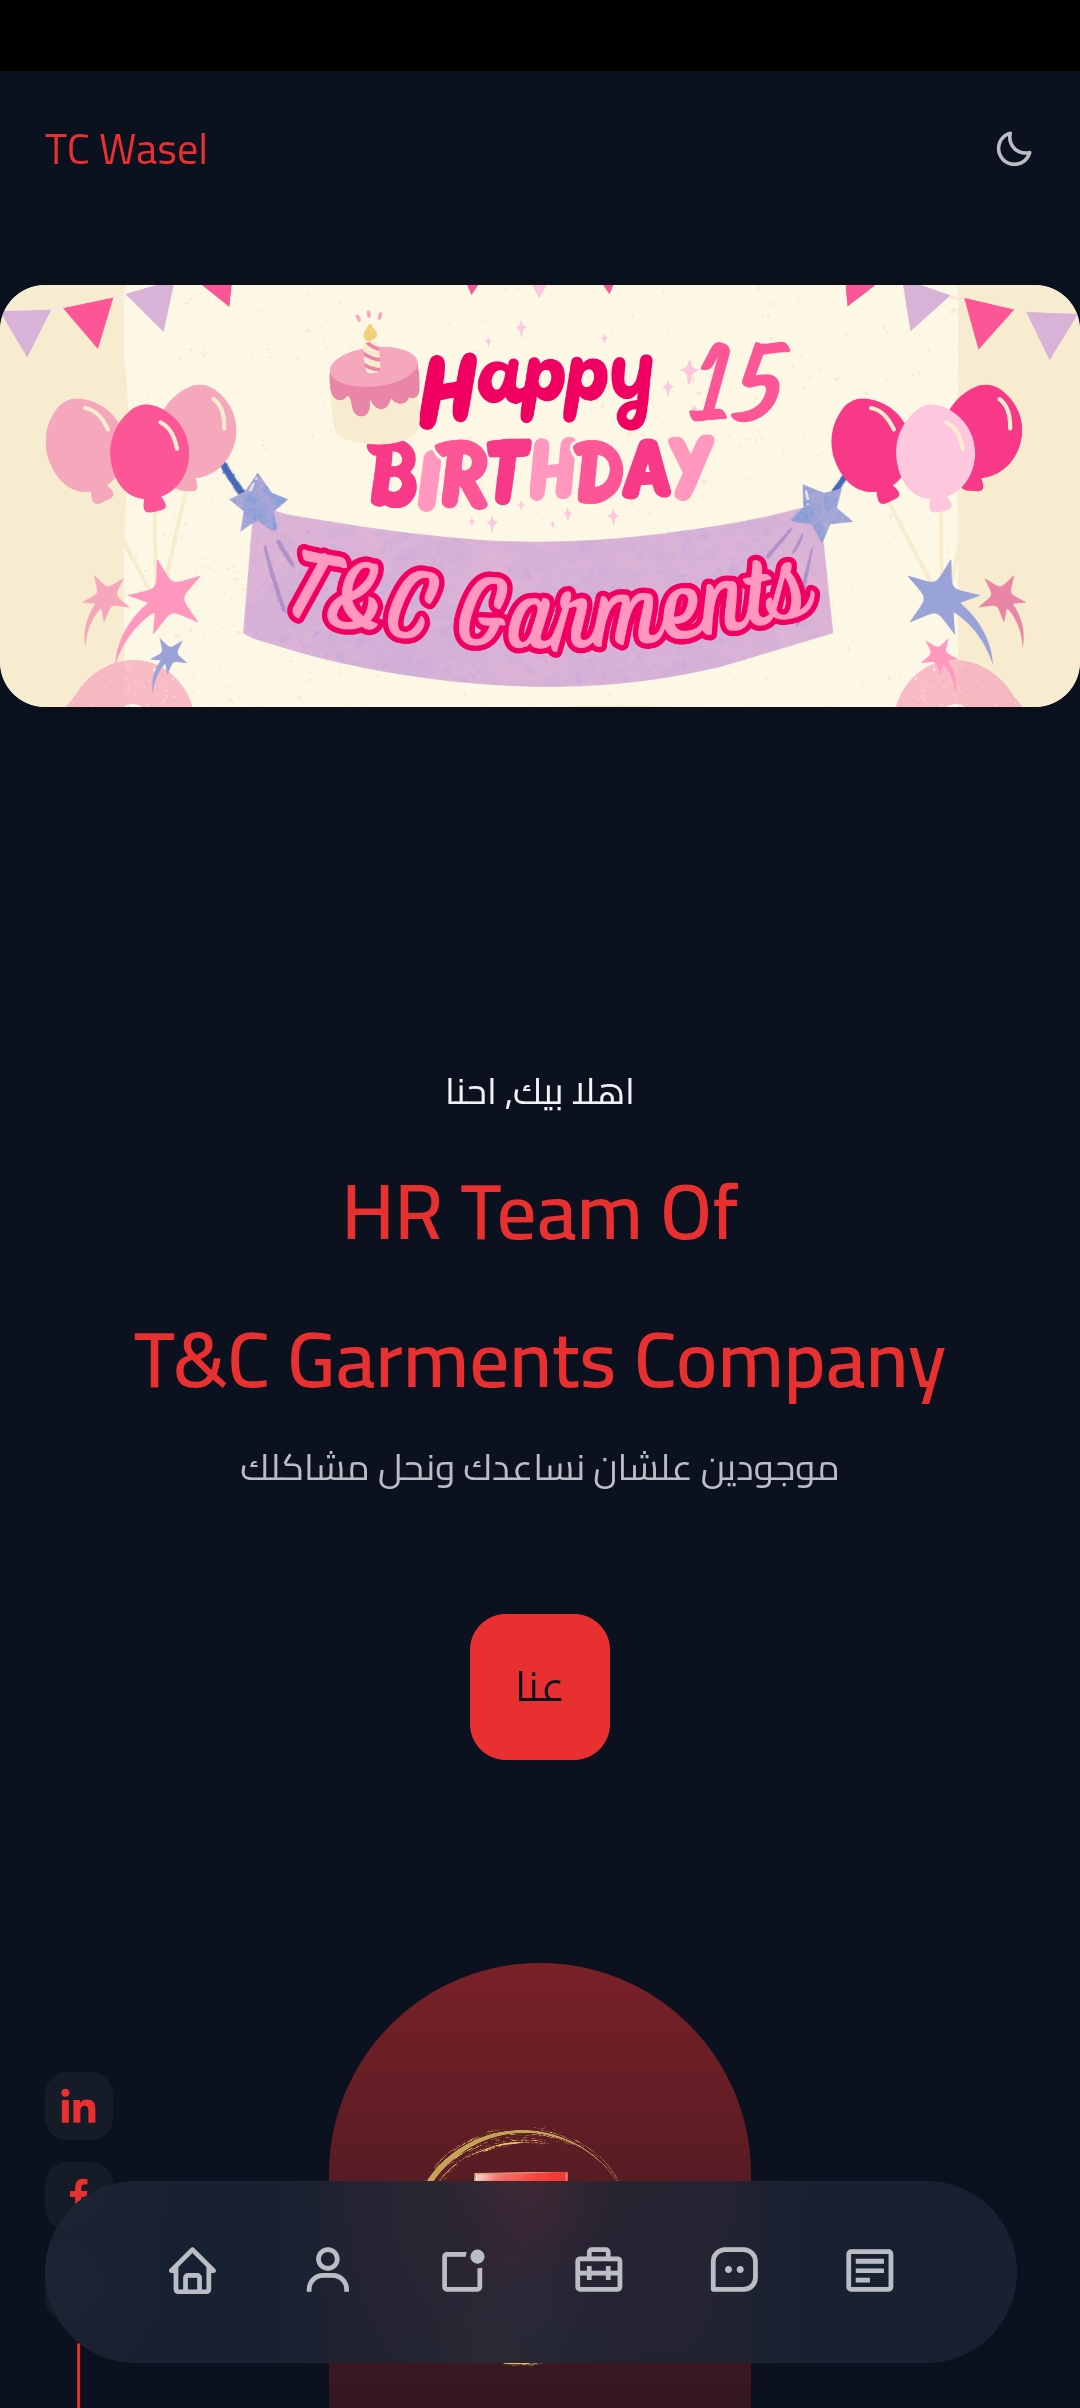 TC Wasel
Happy 15
BIRTHDAY
T&C Garments
اهلا بيك, احنا
HR Team Of
T&C Garments Company
موجودين علشان نساعدك ونحل مشاكلك
عنا
in
f